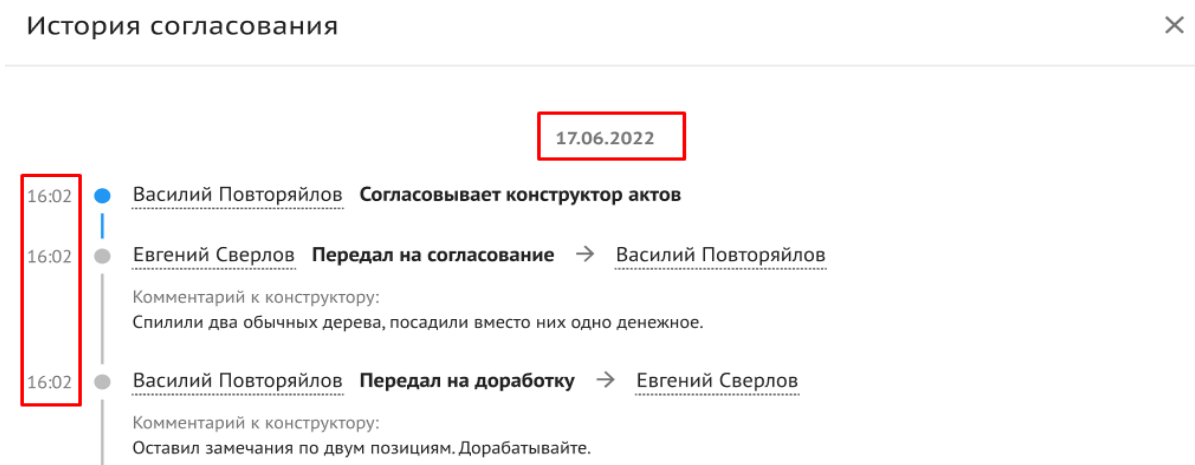 История согласования
17.06.2022
16:02 Василий Повторяйлов Согласовывает конструктор актов
16:02 Евгений Сверлов Передал на согласование → Василий Повторяйлов
Комментарий к конструктору:
Спилили два обычных дерева, посадили вместо них одно денежное.
16:02 Василий Повторяйлов Передал на доработку → Евгений Сверлов
Комментарий к конструктору:
Оставил замечания по двум позициям. Дорабатывайте.